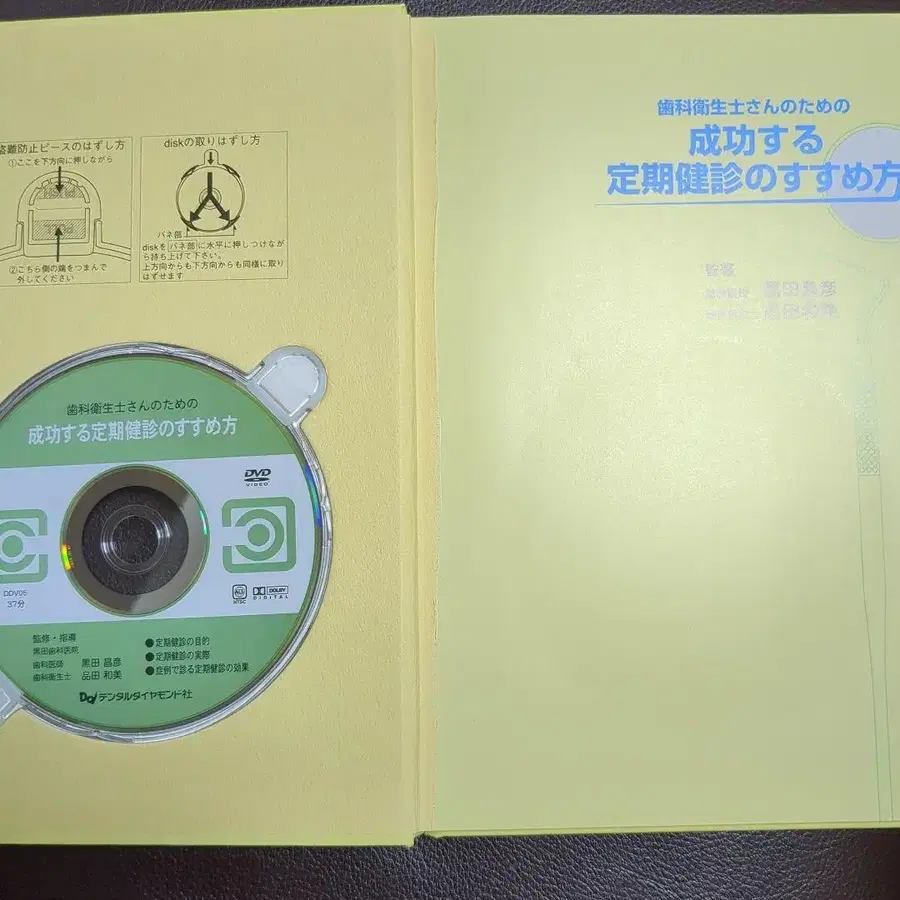 盗難防止ピースのはずし方
①ここを下方向に押しながら
②こちら側の端をつまんで
外してください
diskの取りはずし方
バネ部
diskを バネ部 に水平に押しつけなが
ら持ち上げて下さい。
上方向からも下方向からも同様に取り
はずせます
歯科衛生士さんのための
成功する定期健診のすすめ方
DVD
VIDEO
DDV05
37分
NTSC
DOLBY
DIGITAL
監修・指導
黒田歯科医院
歯科医師 黒田 昌彦
歯科衛生士 品田 和美
●定期健診の目的
●定期健診の実際
●症例で診る定期健診の効果
Dd デンタルダイヤモンド社
歯科衛生士さんのための
成功する
定期健診のすすめ方
監修
黒田昌彦
品田和美